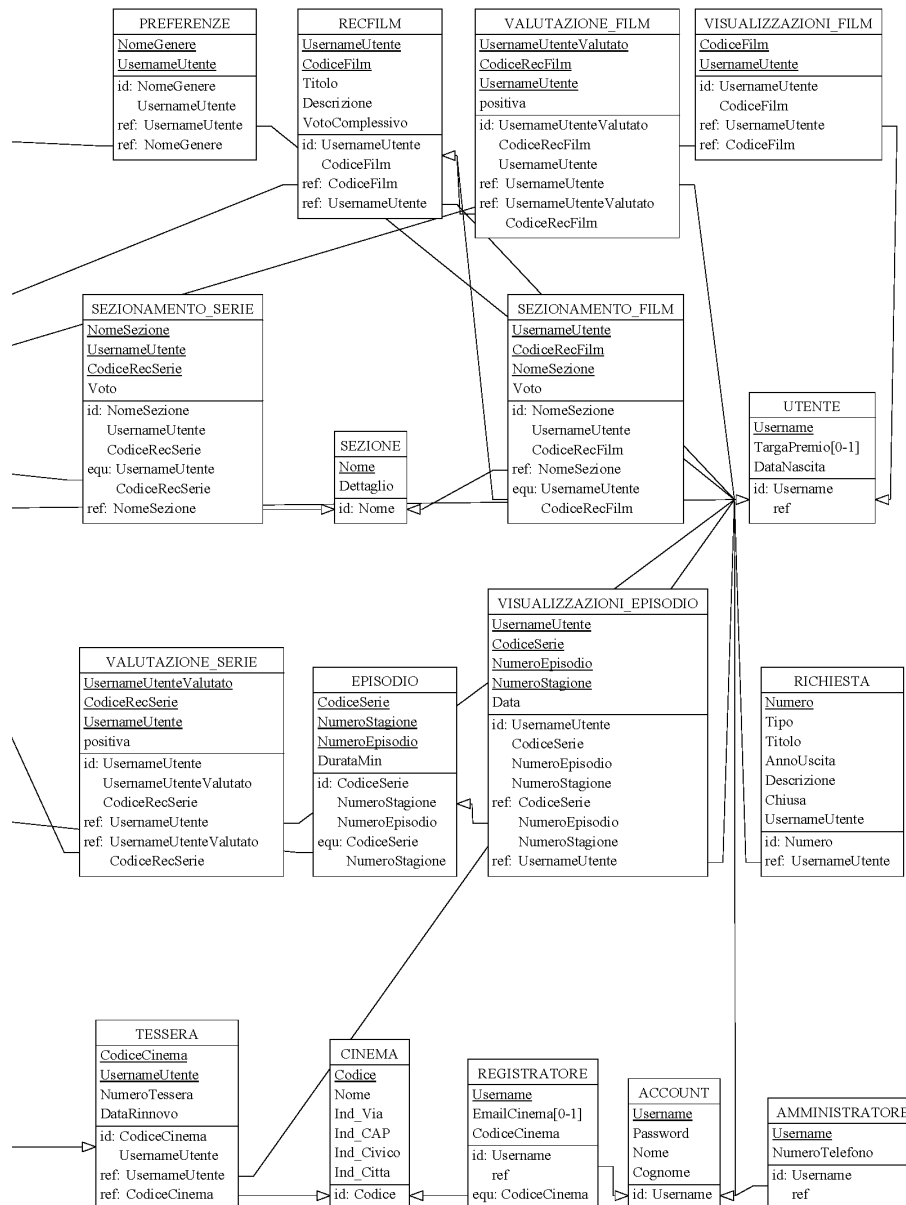 PREFERENZE
NomeGenere
UsernameUtente
id: NomeGenere
UsernameUtente
ref: UsernameUtente
ref: NomeGenere
RECFILM
UsernameUtente
CodiceFilm
Titolo
Descrizione
VotoComplessivo
id: UsernameUtente
CodiceFilm
ref: CodiceFilm
ref: UsernameUtente
VALUTAZIONE_FILM
UsernameUtenteValutato
CodiceRecFilm
UsernameUtente
positiva
id: UsernameUtenteValutato
CodiceRecFilm
UsernameUtente
ref: UsernameUtente
ref: UsernameUtenteValutato
CodiceRecFilm
VISUALIZZAZIONI_FILM
CodiceFilm
UsernameUtente
id: UsernameUtente
CodiceFilm
ref: UsernameUtente
ref: CodiceFilm
SEZIONAMENTO_SERIE
NomeSezione
UsernameUtente
CodiceRecSerie
Voto
id: NomeSezione
UsernameUtente
CodiceRecSerie
equ: UsernameUtente
CodiceRecSerie
ref: NomeSezione
SEZIONE
Nome
Dettaglio
id: Nome
SEZIONAMENTO_FILM
UsernameUtente
CodiceRecFilm
NomeSezione
Voto
id: NomeSezione
UsernameUtente
CodiceRecFilm
ref: NomeSezione
equ: UsernameUtente
CodiceRecFilm
UTENTE
Username
TargaPremio[0-1]
DataNascita
id: Username
ref
VALUTAZIONE_SERIE
UsernameUtenteValutato
CodiceRecSerie
UsernameUtente
positiva
id: UsernameUtente
UsernameUtenteValutato
CodiceRecSerie
ref: UsernameUtente
ref: UsernameUtenteValutato
CodiceRecSerie
EPISODIO
CodiceSerie
NumeroStagione
NumeroEpisodio
DurataMin
id: CodiceSerie
NumeroStagione
NumeroEpisodio
equ: CodiceSerie
NumeroStagione
VISUALIZZAZIONI_EPISODIO
UsernameUtente
CodiceSerie
NumeroEpisodio
NumeroStagione
Data
id: UsernameUtente
CodiceSerie
NumeroEpisodio
NumeroStagione
ref: CodiceSerie
NumeroEpisodio
NumeroStagione
ref: UsernameUtente
RICHIESTA
Numero
Tipo
Titolo
AnnoUscita
Descrizione
Chiusa
UsernameUtente
id: Numero
ref: UsernameUtente
TESSERA
CodiceCinema
UsernameUtente
NumeroTessera
DataRinnovo
id: CodiceCinema
UsernameUtente
ref: UsernameUtente
ref: CodiceCinema
CINEMA
Codice
Nome
Ind_Via
Ind_CAP
Ind_Civico
Ind_Citta
id: Codice
REGISTRATORE
Username
EmailCinema[0-1]
CodiceCinema
id: Username
ref
equ: CodiceCinema
ACCOUNT
Username
Password
Nome
Cognome
id: Username
AMMINISTRATORE
Username
NumeroTelefono
id: Username
ref